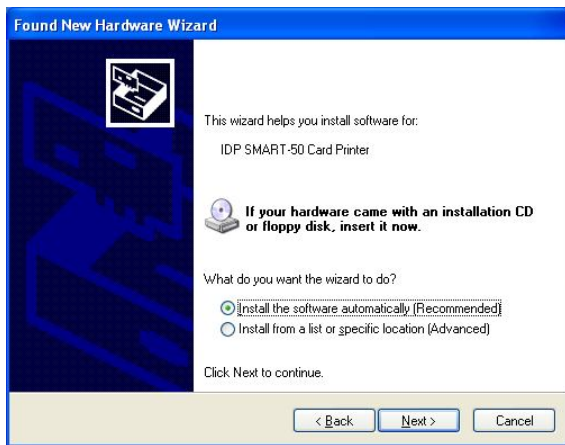 Found New Hardware Wizard
This wizard helps you install software for:
IDP SMART-50 Card Printer
If your hardware came with an installation CD
or floppy disk, insert it now.
What do you want the wizard to do?
Install the software automatically (Recommended)
Install from a list or specific location (Advanced)
Click Next to continue.
< Back Next > Cancel